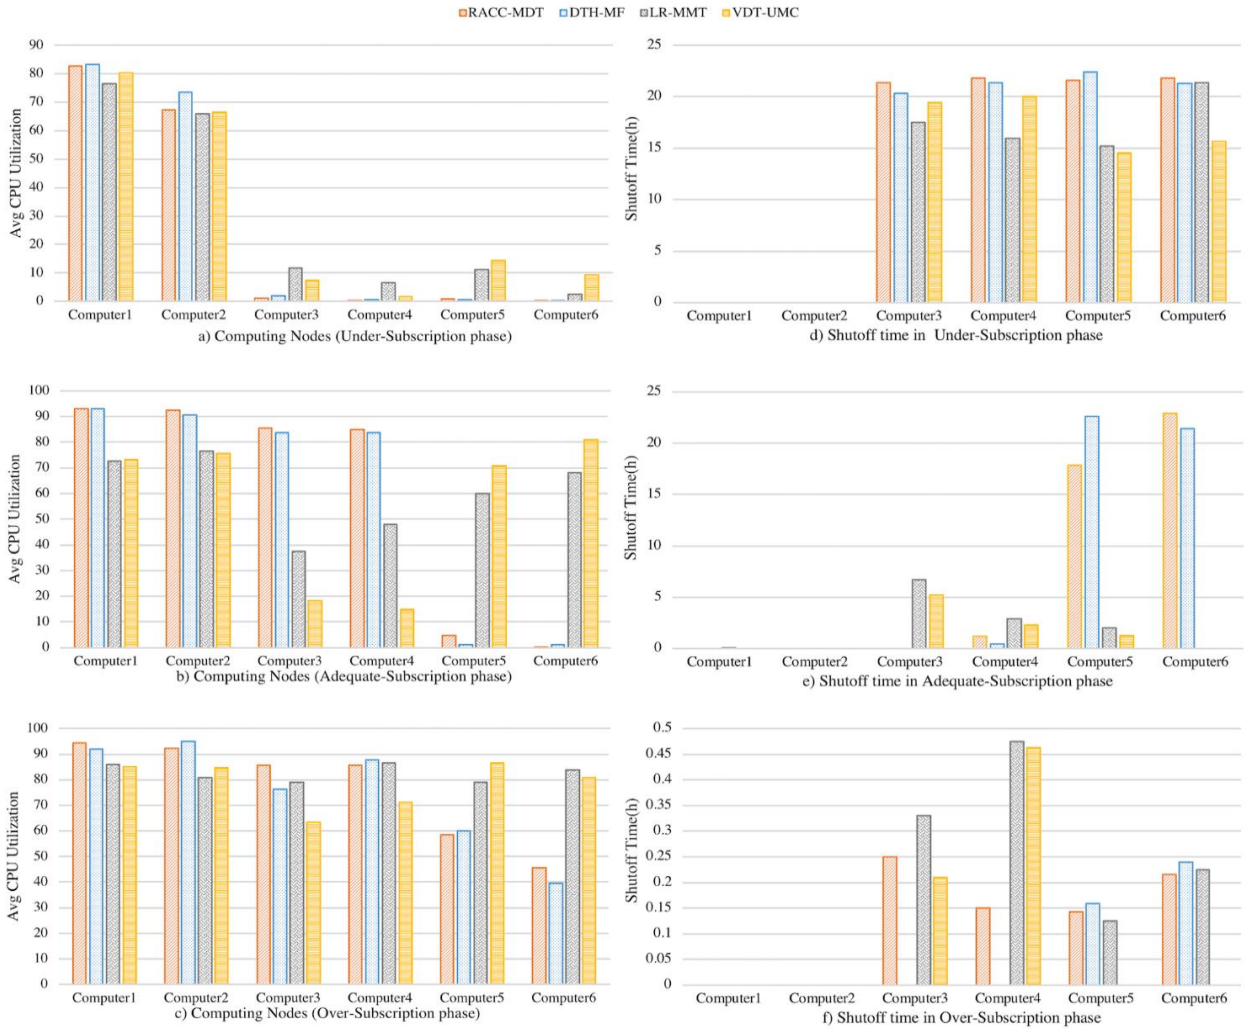 RACC-MDT DTH-MF LR-MMT VDT-UMC
Avg CPU Utilization
90
80
70
60
50
40
30
20
10
0
Computer1 Computer2 Computer3 Computer4 Computer5 Computer6
a) Computing Nodes (Under-Subscription phase)
Shutoff Time(h)
25
20
15
10
5
0
Computer1 Computer2 Computer3 Computer4 Computer5 Computer6
d) Shutoff time in Under-Subscription phase
Avg CPU Utilization
100
90
80
70
60
50
40
30
20
10
0
Computer1 Computer2 Computer3 Computer4 Computer5 Computer6
b) Computing Nodes (Adequate-Subscription phase)
Shutoff Time(h)
25
20
15
10
5
0
Computer1 Computer2 Computer3 Computer4 Computer5 Computer6
e) Shutoff time in Adequate-Subscription phase
Avg CPU Utilization
100
90
80
70
60
50
40
30
20
10
0
Computer1 Computer2 Computer3 Computer4 Computer5 Computer6
c) Computing Nodes (Over-Subscription phase)
Shutoff Time(h)
0.5
0.45
0.4
0.35
0.3
0.25
0.2
0.15
0.1
0.05
0
Computer1 Computer2 Computer3 Computer4 Computer5 Computer6
f) Shutoff time in Over-Subscription phase